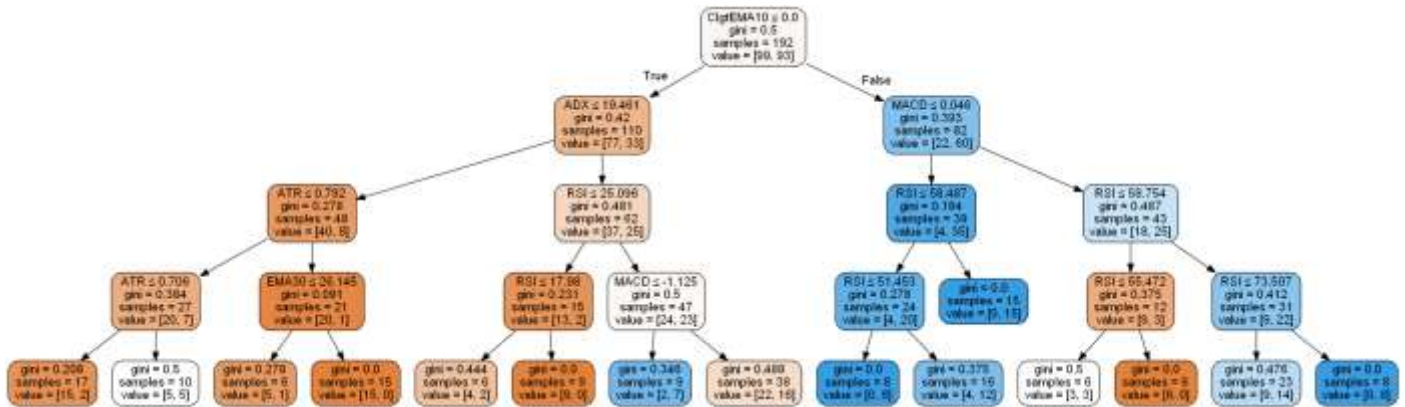 ClgtEMA10 ≤ 0.0
gini = 0.5
samples = 192
value = [99, 93]
True
False
ADX ≤ 19.461
gini = 0.42
samples = 110
value = [77, 33]
MACD ≤ 0.046
gini = 0.393
samples = 82
value = [22, 60]
ATR ≤ 0.792
gini = 0.278
samples = 48
value = [40, 8]
RSI ≤ 25.096
gini = 0.481
samples = 62
value = [37, 25]
RSI ≤ 58.487
gini = 0.184
samples = 39
value = [4, 35]
RSI ≤ 58.754
gini = 0.487
samples = 43
value = [18, 25]
ATR ≤ 0.706
gini = 0.384
samples = 27
value = [20, 7]
EMA30 ≤ 26.145
gini = 0.091
samples = 21
value = [20, 1]
RSI ≤ 17.98
gini = 0.231
samples = 15
value = [13, 2]
MACD ≤ -1.125
gini = 0.5
samples = 47
value = [24, 23]
RSI ≤ 51.453
gini = 0.278
samples = 24
value = [4, 20]
gini = 0.0
samples = 15
value = [0, 15]
RSI ≤ 55.472
gini = 0.375
samples = 12
value = [9, 3]
RSI ≤ 73.507
gini = 0.412
samples = 31
value = [9, 22]
gini = 0.208
samples = 17
value = [15, 2]
gini = 0.5
samples = 10
value = [5, 5]
gini = 0.278
samples = 6
value = [5, 1]
gini = 0.0
samples = 15
value = [15, 0]
gini = 0.444
samples = 6
value = [4, 2]
gini = 0.0
samples = 9
value = [9, 0]
gini = 0.346
samples = 9
value = [2, 7]
gini = 0.488
samples = 38
value = [22, 16]
gini = 0.0
samples = 8
value = [0, 8]
gini = 0.375
samples = 16
value = [4, 12]
gini = 0.5
samples = 6
value = [3, 3]
gini = 0.0
samples = 6
value = [6, 0]
gini = 0.476
samples = 23
value = [9, 14]
gini = 0.0
samples = 8
value = [0, 8]